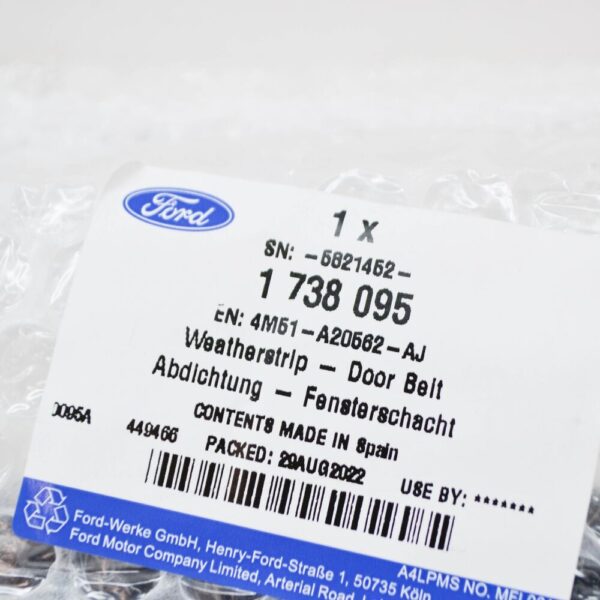 Ford
1 X
SN: -5821452-
1 738 095
EN: 4M51-A20562-AJ
Weatherstrip - Door Belt
Abdichtung - Fensterschacht
CONTENTS MADE IN Spain
0095A 449466 PACKED: 29AUG2022 USE BY: *******
Ford-Werke GmbH, Henry-Ford-Straße 1, 50735 Köln
Ford Motor Company Limited, Arterial Road,
A4LPMS NO.